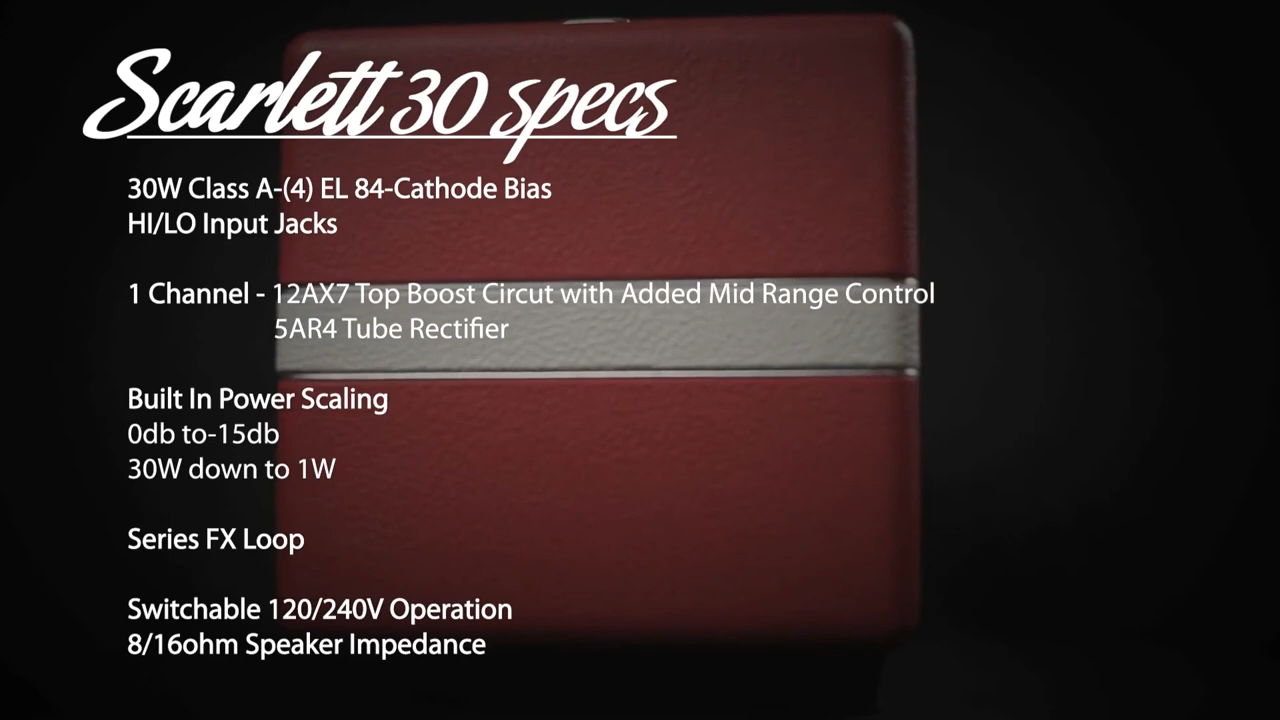 Scarlett 30 specs
30W Class A-(4) EL 84-Cathode Bias
HI/LO Input Jacks
1 Channel - 12AX7 Top Boost Circut with Added Mid Range Control
5AR4 Tube Rectifier
Built In Power Scaling
0db to-15db
30W down to 1W
Series FX Loop
Switchable 120/240V Operation
8/16ohm Speaker Impedance